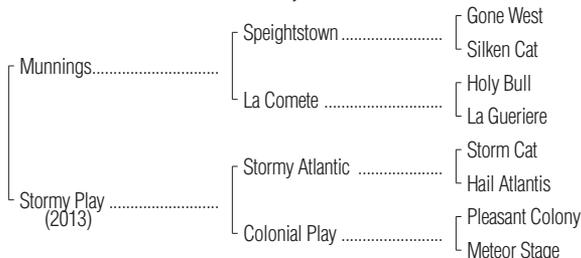 Gone West
Speightstown ......................
Silken Cat
Munnings............................
Holy Bull
La Comete ..........................
La Gueriere
Storm Cat
Stormy Atlantic ..................
Hail Atlantis
Stormy Play ........................
(2013)
Pleasant Colony
Colonial Play ......................
Meteor Stage